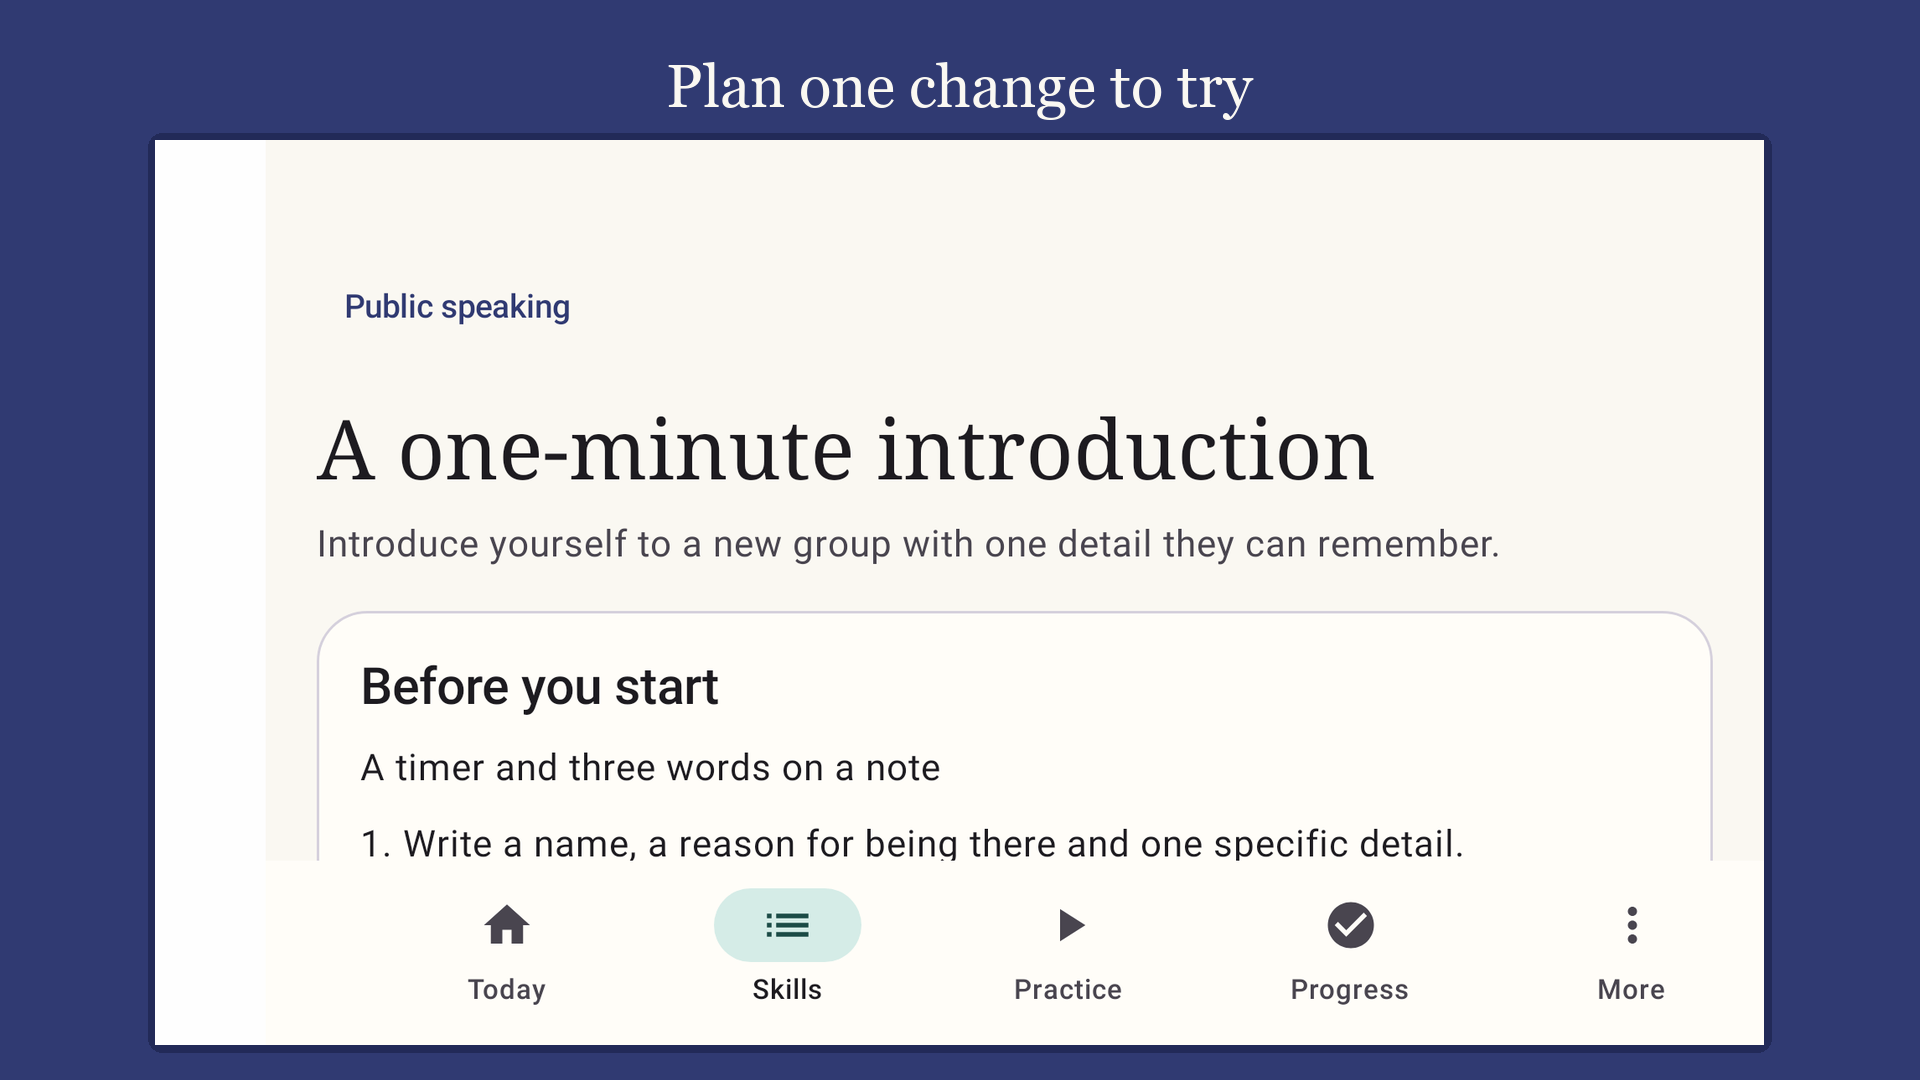 Plan one change to try
Public speaking
A one-minute introduction
Introduce yourself to a new group with one detail they can remember.
Before you start
A timer and three words on a note
1. Write a name, a reason for being there and one specific detail.
Today
Skills
Practice
Progress
More